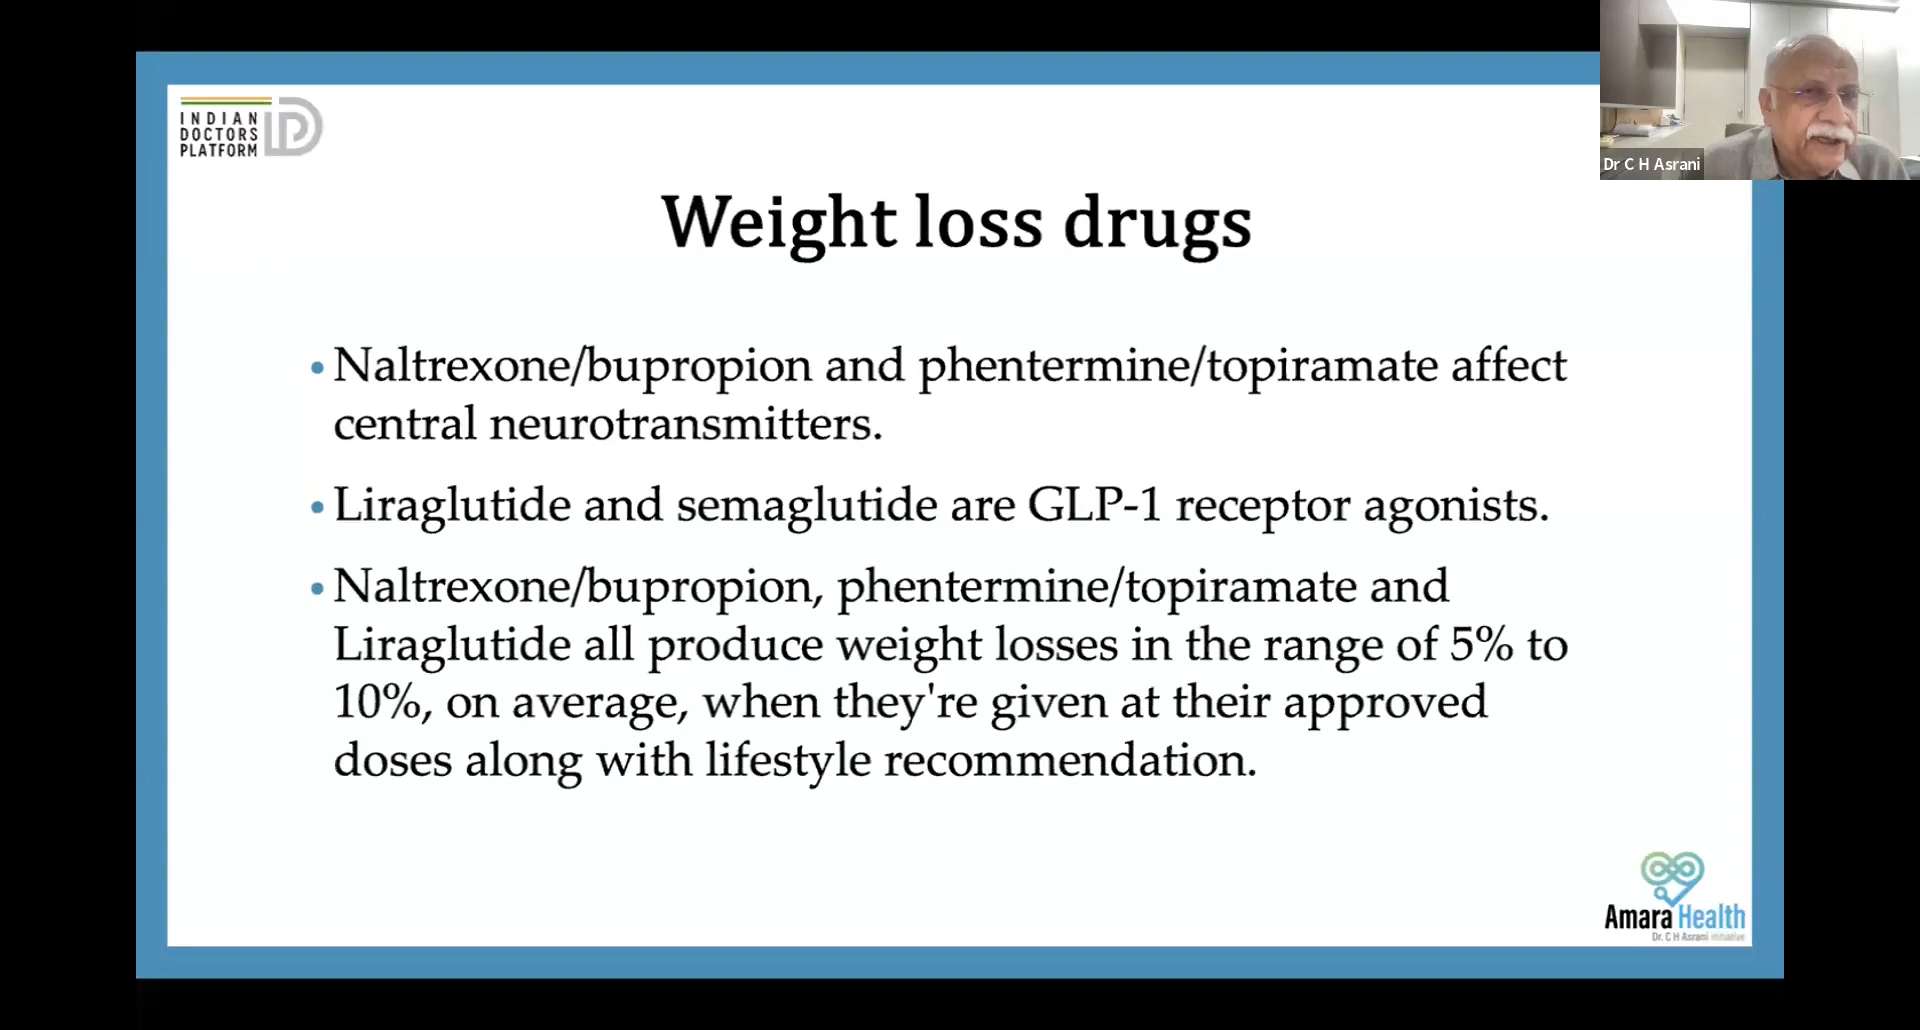 INDIAN
DOCTORS
PLATFORM
Dr C H Asrani
Weight loss drugs
• Naltrexone/bupropion and phentermine/topiramate affect
central neurotransmitters.
• Liraglutide and semaglutide are GLP-1 receptor agonists.
• Naltrexone/bupropion, phentermine/topiramate and
Liraglutide all produce weight losses in the range of 5% to
10%, on average, when they're given at their approved
doses along with lifestyle recommendation.
Amara Health
Dr. C H Asrani initiative